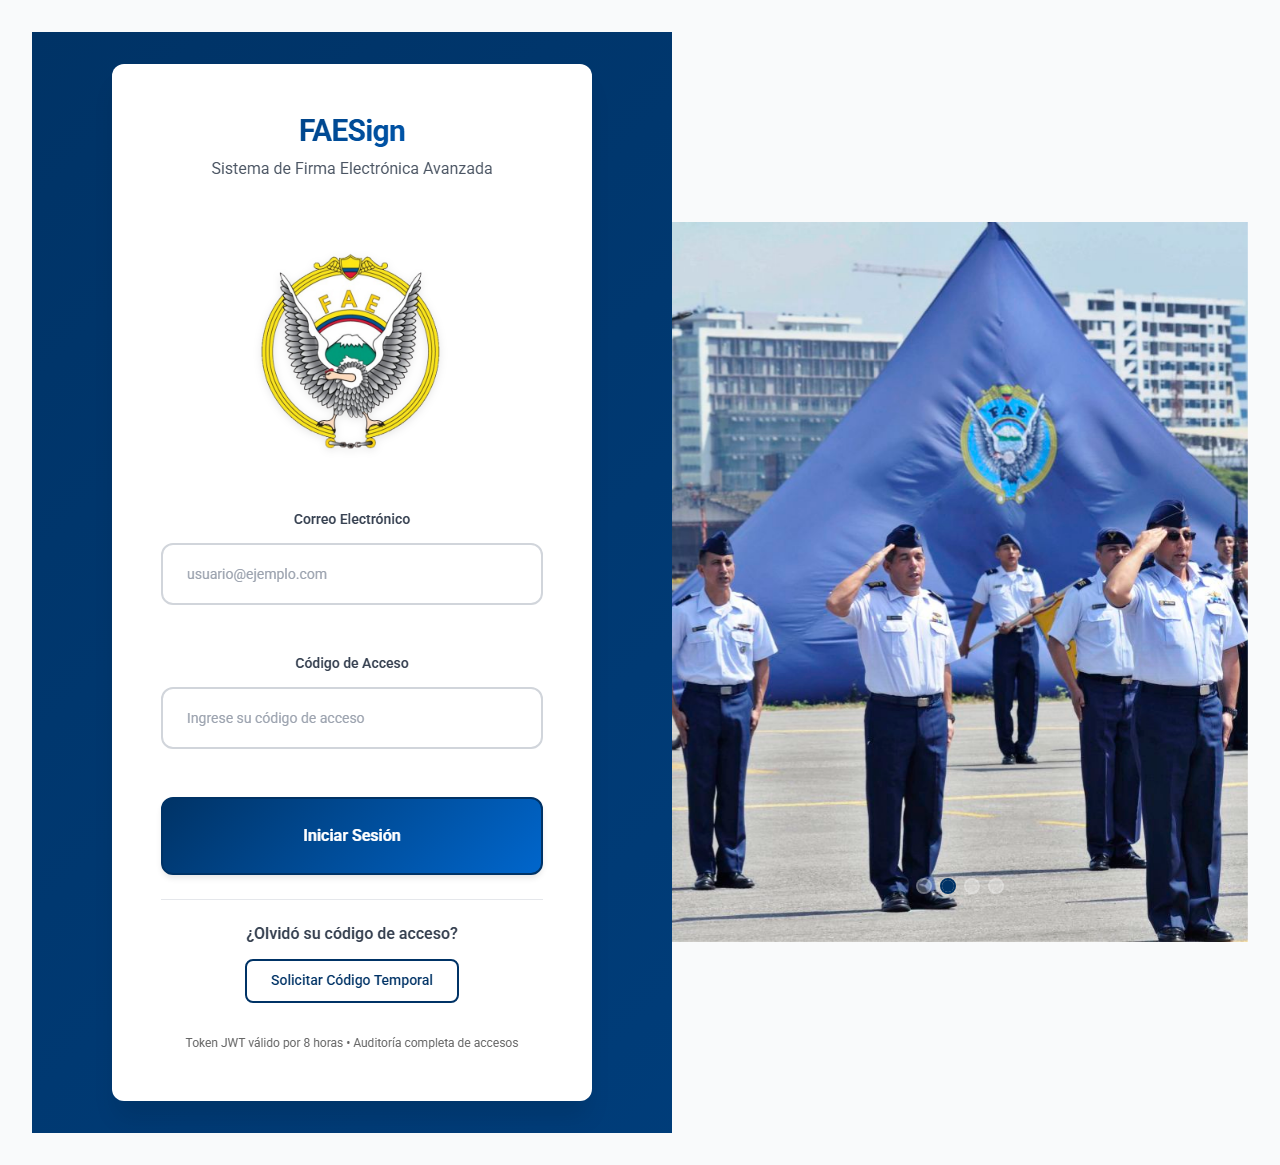 FAESign
Sistema de Firma Electrónica Avanzada
FAE
Correo Electrónico
usuario@ejemplo.com
Código de Acceso
Ingrese su código de acceso
Iniciar Sesión
¿Olvidó su código de acceso?
Solicitar Código Temporal
Token JWT válido por 8 horas • Auditoría completa de accesos
FAE